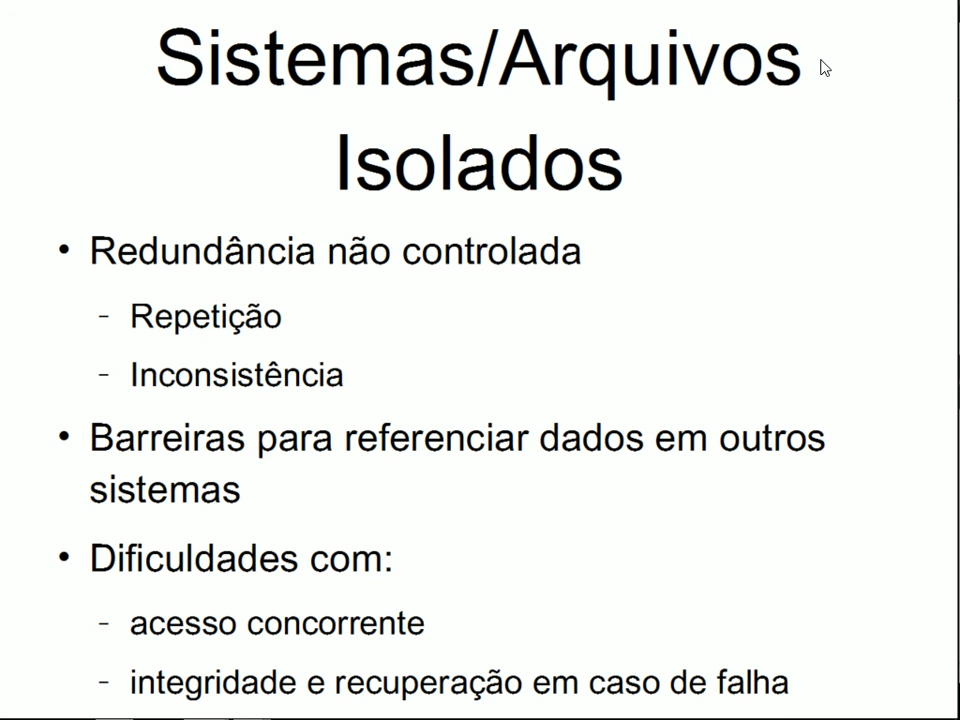 Sistemas/Arquivos
Isolados
• Redundância não controlada
– Repetição
– Inconsistência
• Barreiras para referenciar dados em outros
sistemas
• Dificuldades com:
– acesso concorrente
– integridade e recuperação em caso de falha